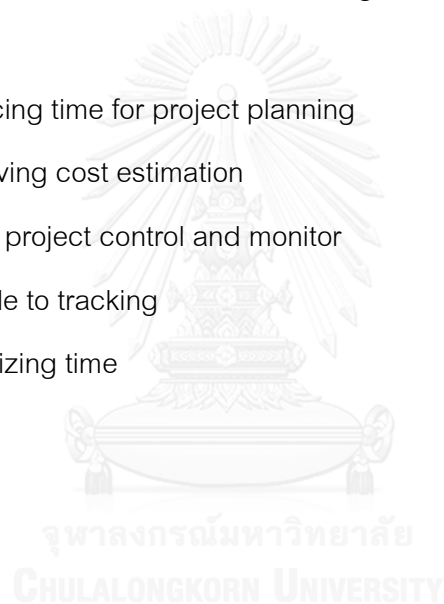 cing time for project planning
ving cost estimation
project control and monitor
le to tracking
izing time
จุฬาลงกรณ์มหาวิทยาลัย
CHULALONGKORN UNIVERSITY